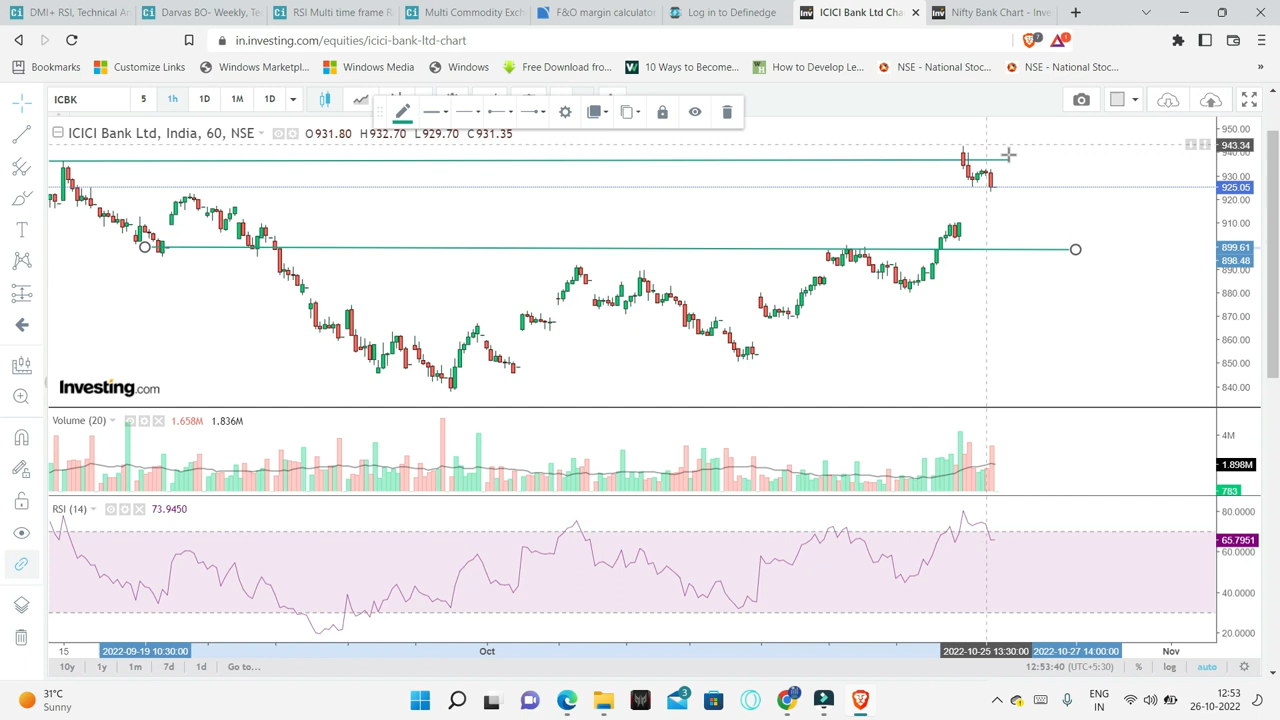 DMI+ RSI, Technical A
Darvas BO- Weekly, Te
RSI Multi time frame R
Multi Commodity Exch
F&O margin calculator
Log in to Definedge
ICICI Bank Ltd Cha
Nifty Bank Chart - Inve
in.investing.com/equities/icici-bank-ltd-chart
7
1
Bookmarks
Customize Links
Windows Marketpl...
Windows Media
Windows
Free Download fro...
10 Ways to Become...
How to Develop Le...
NSE - National Stoc...
NSE - National Stoc...
ICBK
5
1h
1D
1M
1D
ICICI Bank Ltd, India, 60, NSE
O931.80 H932.70 L929.70 C931.35
950.00
943.34
940.00
930.00
925.05
920.00
910.00
899.61
898.48
890.00
880.00
870.00
860.00
850.00
840.00
Investing.com
Volume (20)
1.658M
1.836M
4M
1.898M
783
RSI (14)
73.9450
80.0000
65.7951
60.0000
40.0000
20.0000
15
2022-09-19 10:30:00
Oct
2022-10-25 13:30:00
2022-10-27 14:00:00
Nov
10y
1y
1m
7d
1d
Go to...
12:53:40 (UTC+5:30)
%
log
auto
31°C
Sunny
3
ENG
IN
12:53
26-10-2022